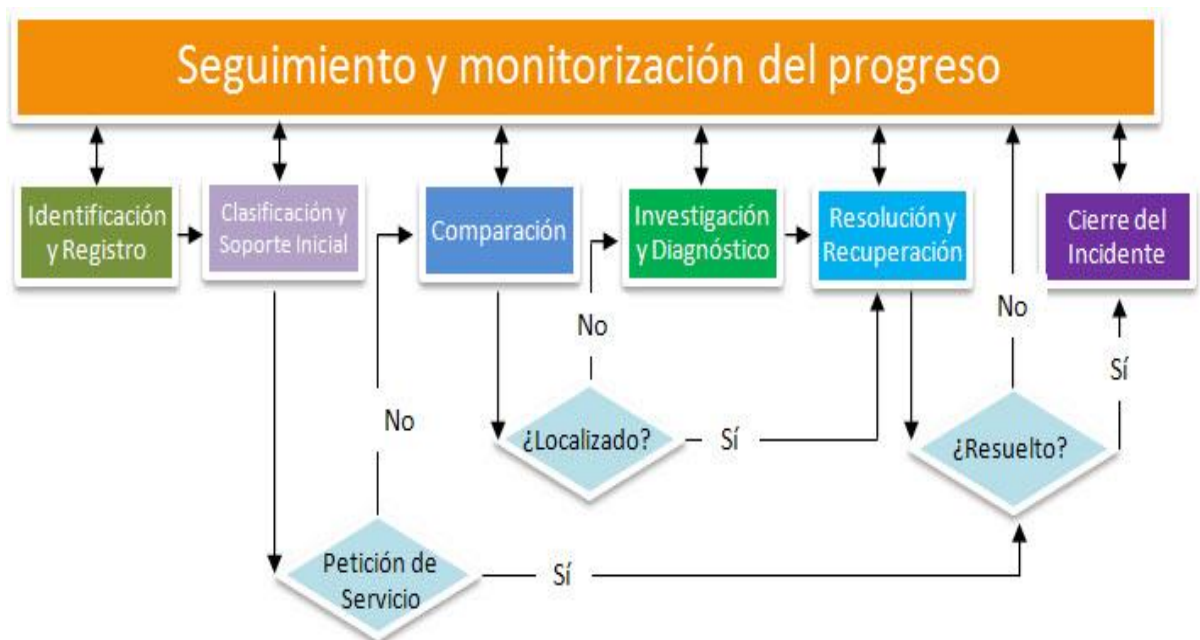 Seguimiento y monitorización del progreso
Identificación
y Registro
Clasificación y
Soporte Inicial
Comparación
Investigación
y Diagnóstico
Resolución y
Recuperación
Cierre del
Incidente
No
No
Sí
No
¿Localizado?
Sí
¿Resuelto?
Petición de
Servicio
Sí